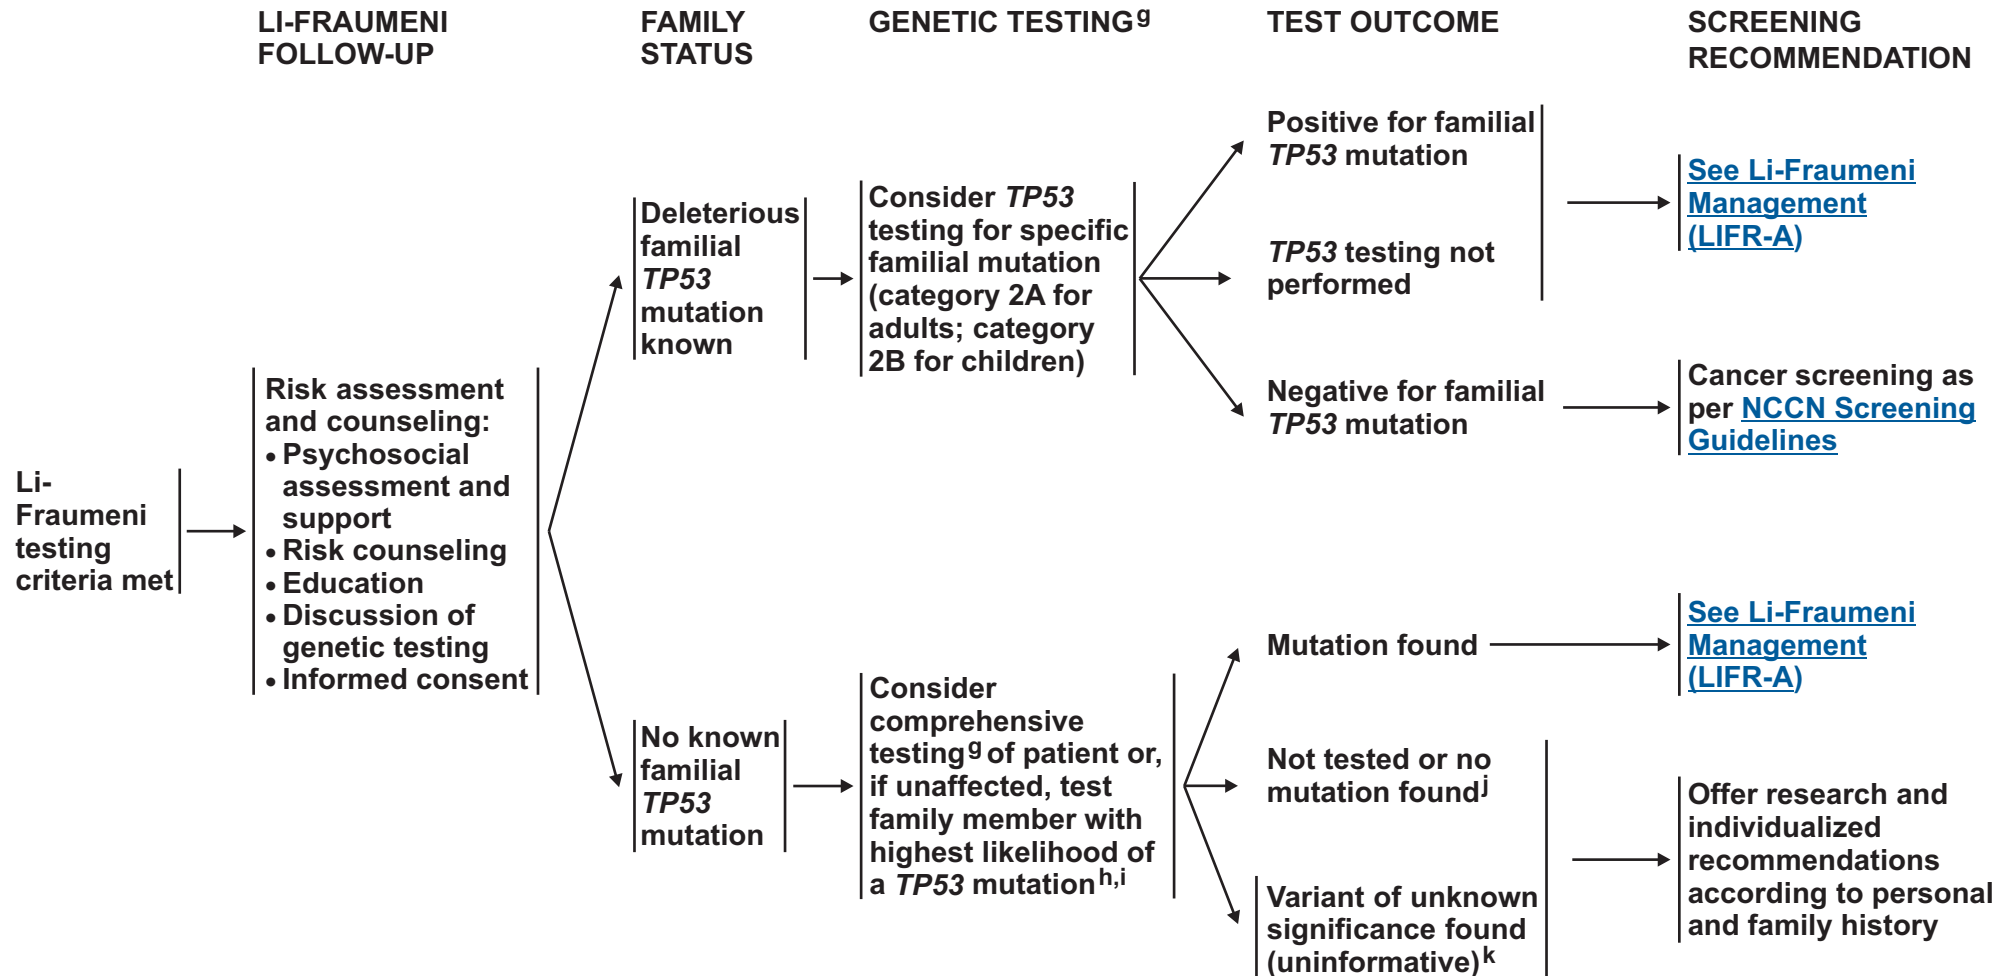 LI-FRAUMENI
FOLLOW-UP
FAMILY
STATUS
GENETIC TESTINGg
TEST OUTCOME
SCREENING
RECOMMENDATION
Li-
Fraumeni
testing
criteria met
Risk assessment
and counseling:
• Psychosocial
assessment and
support
• Risk counseling
• Education
• Discussion of
genetic testing
• Informed consent
Deleterious
familial
TP53
mutation
known
Consider TP53
testing for specific
familial mutation
(category 2A for
adults; category
2B for children)
Positive for familial
TP53 mutation
TP53 testing not
performed
See Li-Fraumeni
Management
(LIFR-A)
Negative for familial
TP53 mutation
Cancer screening as
per NCCN Screening
Guidelines
No known
familial
TP53
mutation
Consider
comprehensive
testingg of patient or,
if unaffected, test
family member with
highest likelihood of
a TP53 mutationh,i
Mutation found
See Li-Fraumeni
Management
(LIFR-A)
Not tested or no
mutation foundj
Variant of unknown
significance found
(uninformative)k
Offer research and
individualized
recommendations
according to personal
and family history